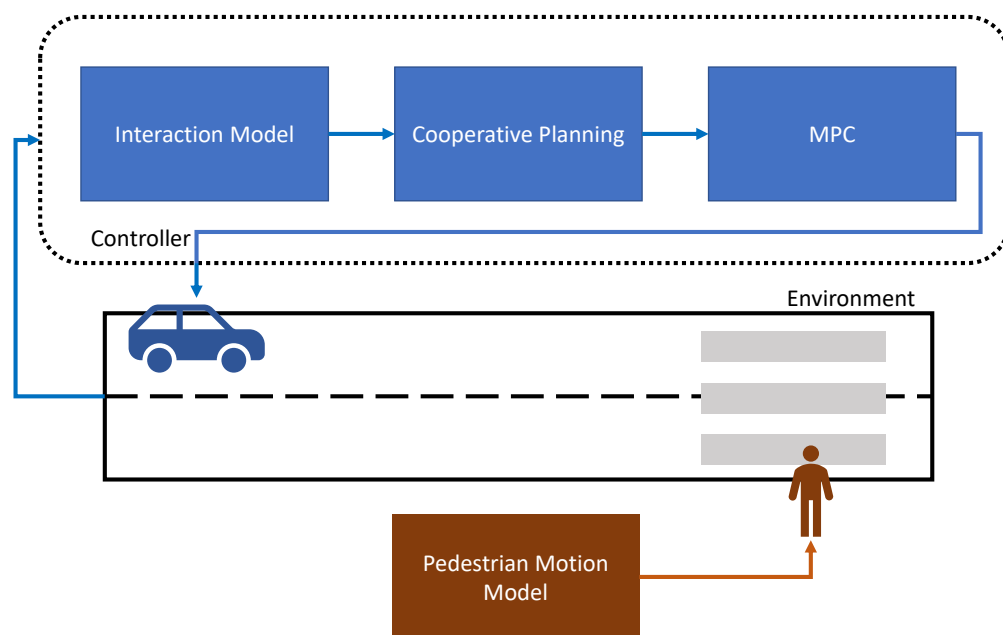 Interaction Model
Cooperative Planning
MPC
Controller
Environment
Pedestrian Motion
Model